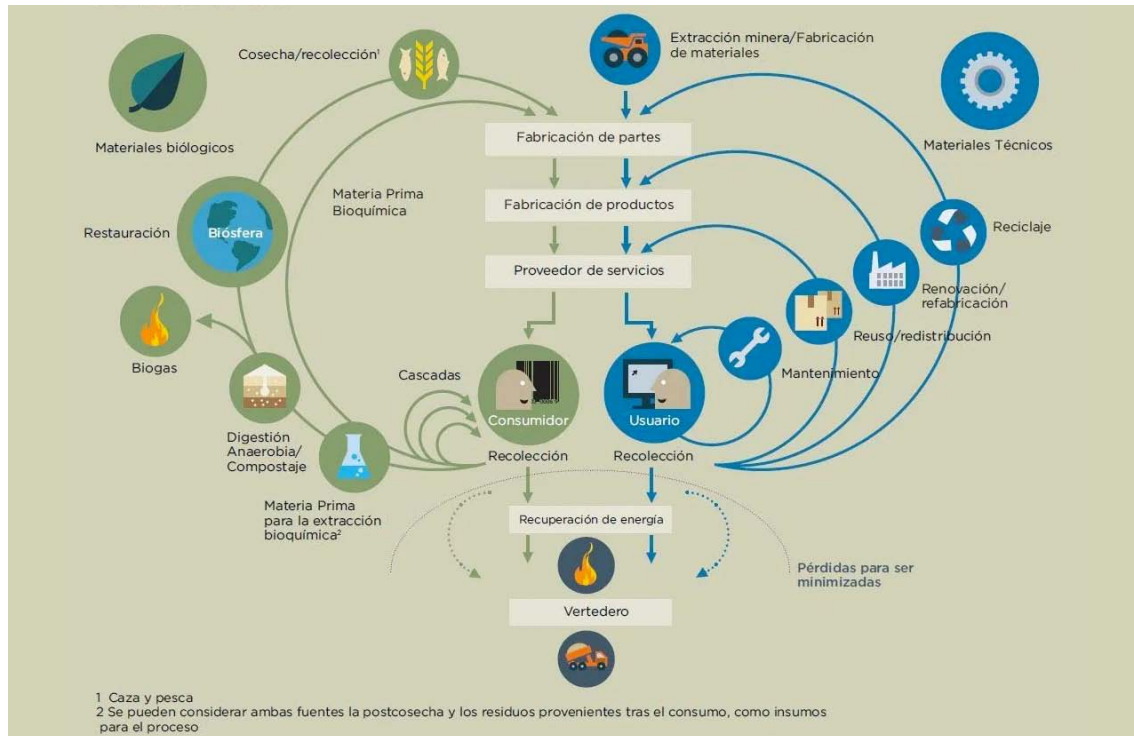 Cosecha/recolección¹
Extracción minera/Fabricación
de materiales
Materiales biólogicos
Materiales Técnicos
Fabricación de partes
Materia Prima
Bioquímica
Fabricación de productos
Restauración
Biósfera
Reciclaje
Proveedor de servicios
Renovación/
refabricación
Biogas
Reuso/redistribución
Cascadas
Mantenimiento
Consumidor
Usuario
Digestión
Anaerobia/
Compostaje
Recolección
Recolección
Materia Prima
para la extracción
bioquímica²
Recuperación de energía
Pérdidas para ser
minimizadas
Vertedero
1 Caza y pesca
2 Se pueden considerar ambas fuentes la postcosecha y los residuos provenientes tras el consumo, como insumos
para el proceso